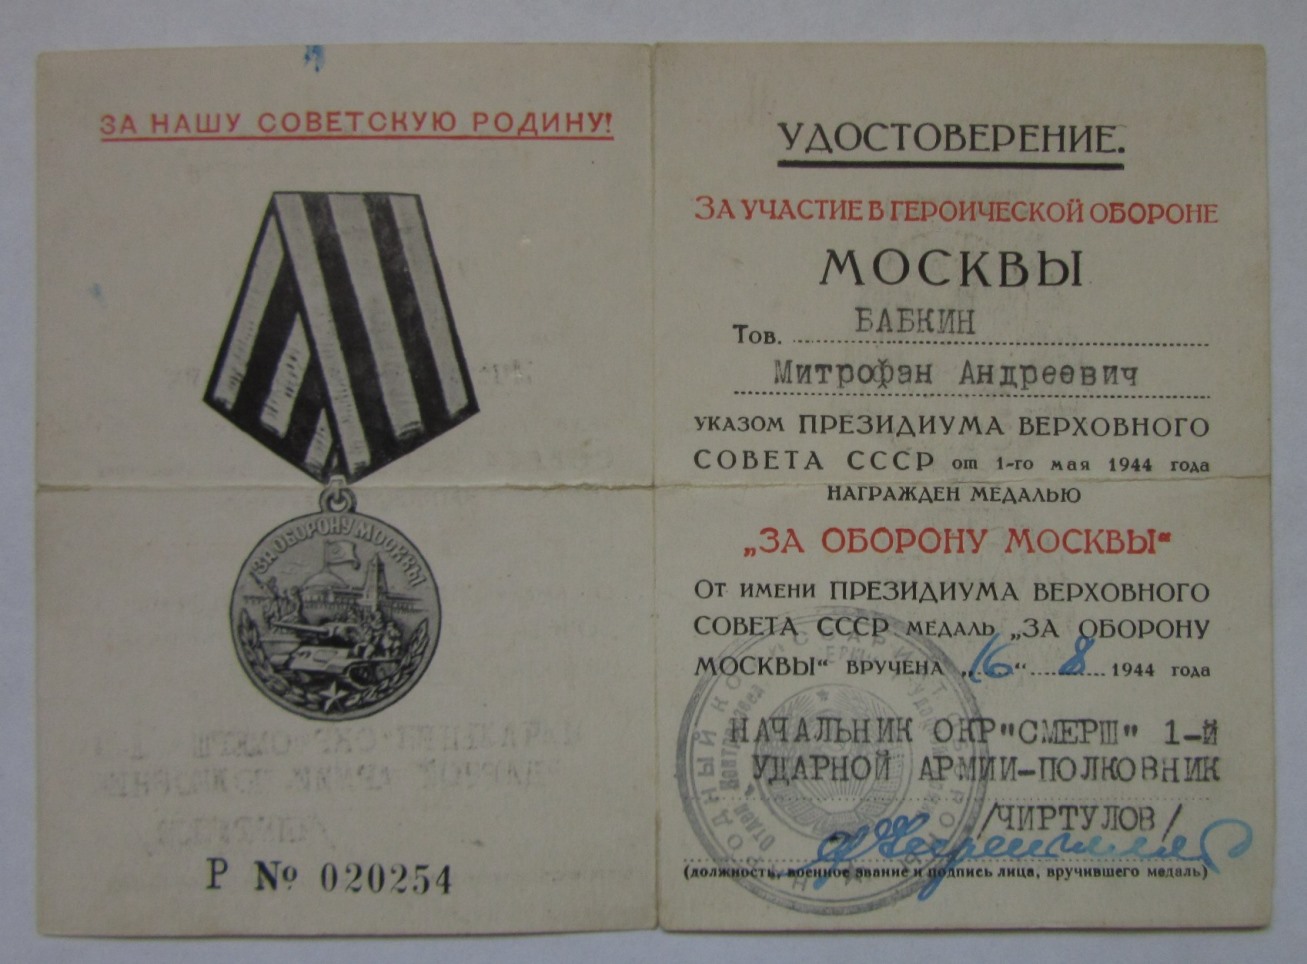 ЗА НАШУ СОВЕТСКУЮ РОДИНУ!
ЗА ОБОРОНУ МОСКВЫ
Р № 020254
УДОСТОВЕРЕНИЕ.
ЗА УЧАСТИЕ В ГЕРОИЧЕСКОЙ ОБОРОНЕ
МОСКВЫ
Тов. БАБКИН
Митрофан Андреевич
УКАЗОМ ПРЕЗИДИУМА ВЕРХОВНОГО
СОВЕТА СССР от 1-го мая 1944 года
НАГРАЖДЕН МЕДАЛЬЮ
„ЗА ОБОРОНУ МОСКВЫ“
От имени ПРЕЗИДИУМА ВЕРХОВНОГО
СОВЕТА СССР МЕДАЛЬ „ЗА ОБОРОНУ
МОСКВЫ“ ВРУЧЕНА „16“ 8 1944 года
НАЧАЛЬНИК ОКР"СМЕРШ" 1-й
УДАРНОЙ АРМИИ-ПОЛКОВНИК
/ЧИРТУЛОВ/
(должность, военное звание и подпись лица, вручившего медаль)